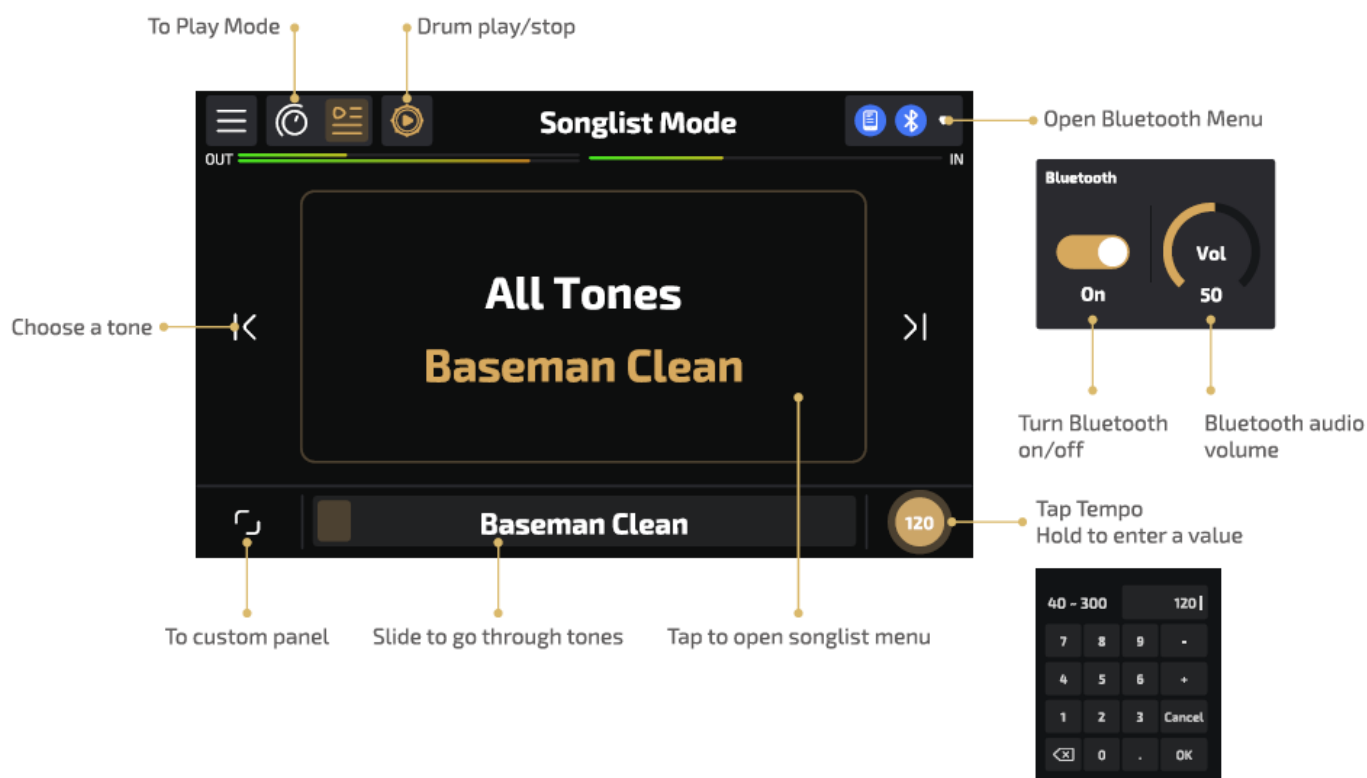 To Play Mode
Drum play/stop
Songlist Mode
Open Bluetooth Menu
OUT
IN
Bluetooth
Vol
On
50
All Tones
Baseman Clean
Choose a tone
Turn Bluetooth
on/off
Bluetooth audio
volume
Baseman Clean
120
Tap Tempo
Hold to enter a value
To custom panel
Slide to go through tones
Tap to open songlist menu
40 ~ 300
120
7 8 9 -
4 5 6 +
1 2 3 Cancel
0 . OK